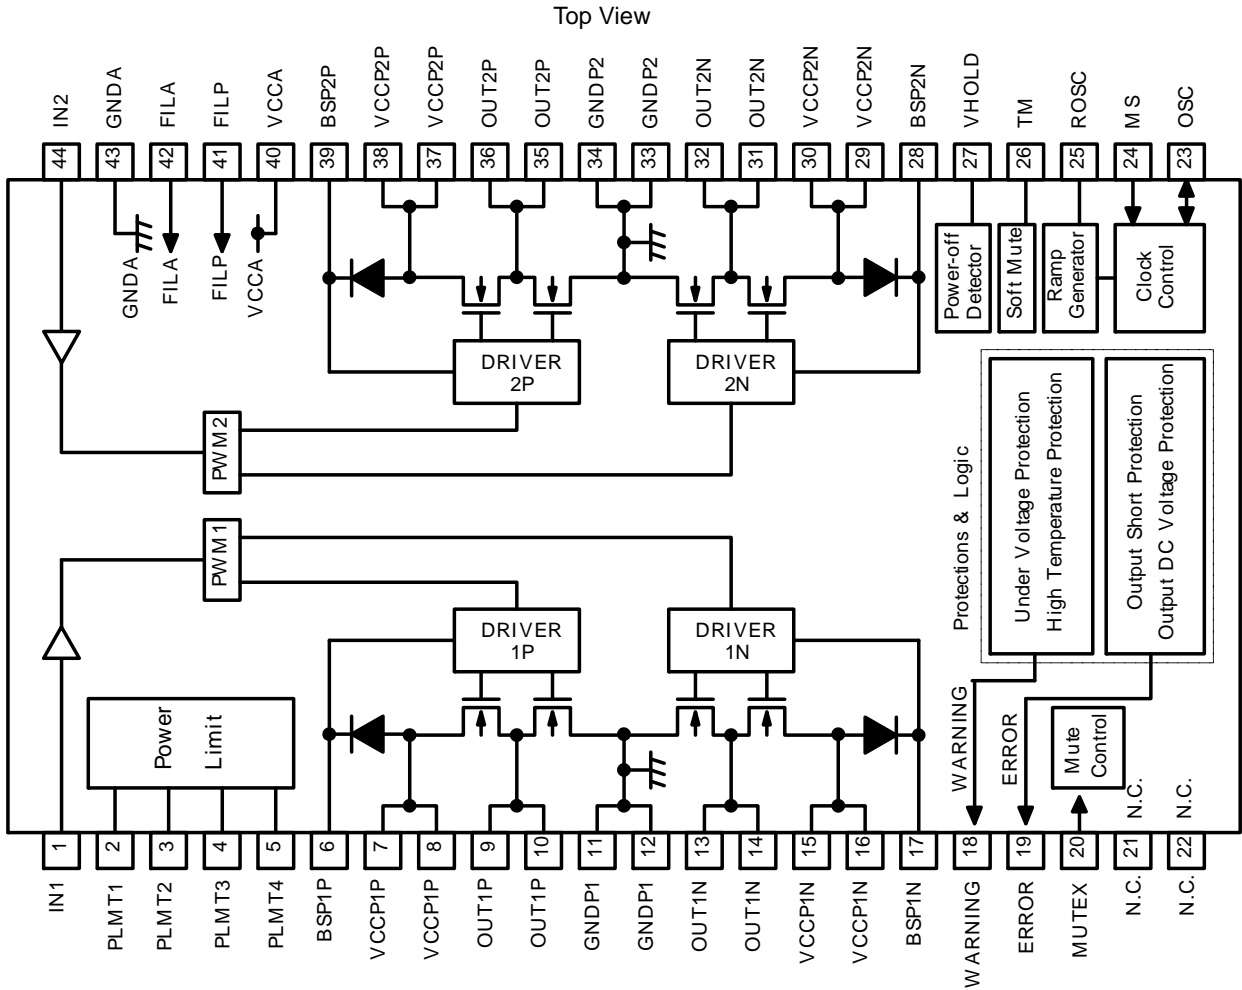 Top View
IN2
GNDA
FILA
FILP
VCCA
BSP2P
VCCP2P
VCCP2P
OUT2P
OUT2P
GNDP2
GNDP2
OUT2N
OUT2N
VCCP2N
VCCP2N
BSP2N
VHOLD
TM
ROSC
MS
OSC
44
43
42
41
40
39
38
37
36
35
34
33
32
31
30
29
28
27
26
25
24
23
GNDA
FILA
FILP
VCCA
Power-off
Detector
Soft Mute
Ramp
Generator
Clock
Control
DRIVER
2P
DRIVER
2N
PWM2
PWM1
Protections & Logic
Under Voltage Protection
High Temperature Protection
Output Short Protection
Output DC Voltage Protection
DRIVER
1P
DRIVER
1N
Power
Limit
WARNING
ERROR
Mute
Control
N.C.
N.C.
1
2
3
4
5
6
7
8
9
10
11
12
13
14
15
16
17
18
19
20
21
22
IN1
PLMT1
PLMT2
PLMT3
PLMT4
BSP1P
VCCP1P
VCCP1P
OUT1P
OUT1P
GNDP1
GNDP1
OUT1N
OUT1N
VCCP1N
VCCP1N
BSP1N
WARNING
ERROR
MUTEX
N.C.
N.C.